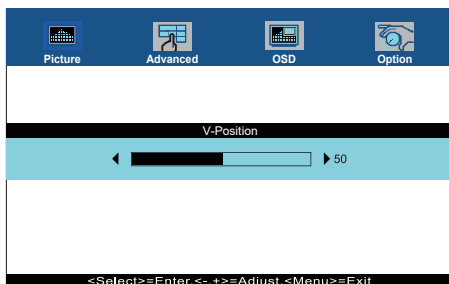 Picture Advanced OSD Option
V-Position
50
<Select>=Enter,<- +>=Adjust,<Menu>=Exit